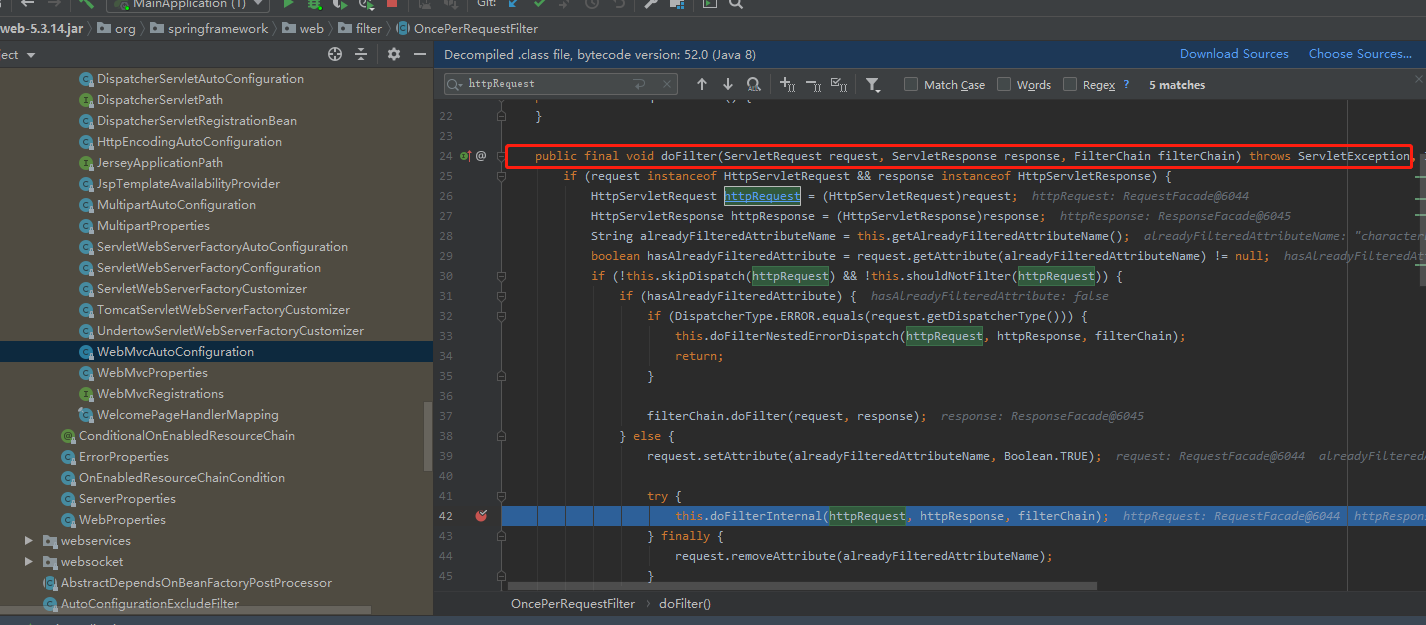 MainApplication (1)
Git:
web-5.3.14.jar
org
springframework
web
filter
OncePerRequestFilter
ect
Decompiled .class file, bytecode version: 52.0 (Java 8)
Download Sources
Choose Sources...
httpRequest
Match Case
Words
Regex
?
5 matches
DispatcherServletAutoConfiguration
DispatcherServletPath
DispatcherServletRegistrationBean
HttpEncodingAutoConfiguration
JerseyApplicationPath
JspTemplateAvailabilityProvider
MultipartAutoConfiguration
MultipartProperties
ServletWebServerFactoryAutoConfiguration
ServletWebServerFactoryConfiguration
ServletWebServerFactoryCustomizer
TomcatServletWebServerFactoryCustomizer
UndertowServletWebServerFactoryCustomizer
WebMvcAutoConfiguration
WebMvcProperties
WebMvcRegistrations
WelcomePageHandlerMapping
ConditionalOnEnabledResourceChain
ErrorProperties
OnEnabledResourceChainCondition
ServerProperties
WebProperties
webservices
websocket
AbstractDependsOnBeanFactoryPostProcessor
AutoConfigurationExcludeFilter
22 }
23
24 @ public final void doFilter(ServletRequest request, ServletResponse response, FilterChain filterChain) throws ServletException,
25 if (request instanceof HttpServletRequest && response instanceof HttpServletResponse) {
26 HttpServletRequest httpRequest = (HttpServletRequest)request; httpRequest: RequestFacade@6044
27 HttpServletResponse httpResponse = (HttpServletResponse)response; httpResponse: ResponseFacade@6045
28 String alreadyFilteredAttributeName = this.getAlreadyFilteredAttributeName(); alreadyFilteredAttributeName: "character
29 boolean hasAlreadyFilteredAttribute = request.getAttribute(alreadyFilteredAttributeName) != null; hasAlreadyFilteredAt
30 if (!this.skipDispatch(httpRequest) && !this.shouldNotFilter(httpRequest)) {
31 if (hasAlreadyFilteredAttribute) { hasAlreadyFilteredAttribute: false
32 if (DispatcherType.ERROR.equals(request.getDispatcherType())) {
33 this.doFilterNestedErrorDispatch(httpRequest, httpResponse, filterChain);
34 return;
35 }
36
37 filterChain.doFilter(request, response); response: ResponseFacade@6045
38 } else {
39 request.setAttribute(alreadyFilteredAttributeName, Boolean.TRUE); request: RequestFacade@6044 alreadyFilteredA
40
41 try {
42 this.doFilterInternal(httpRequest, httpResponse, filterChain); httpRequest: RequestFacade@6044 httpRespon
43 } finally {
44 request.removeAttribute(alreadyFilteredAttributeName);
45 }
OncePerRequestFilter
doFilter()